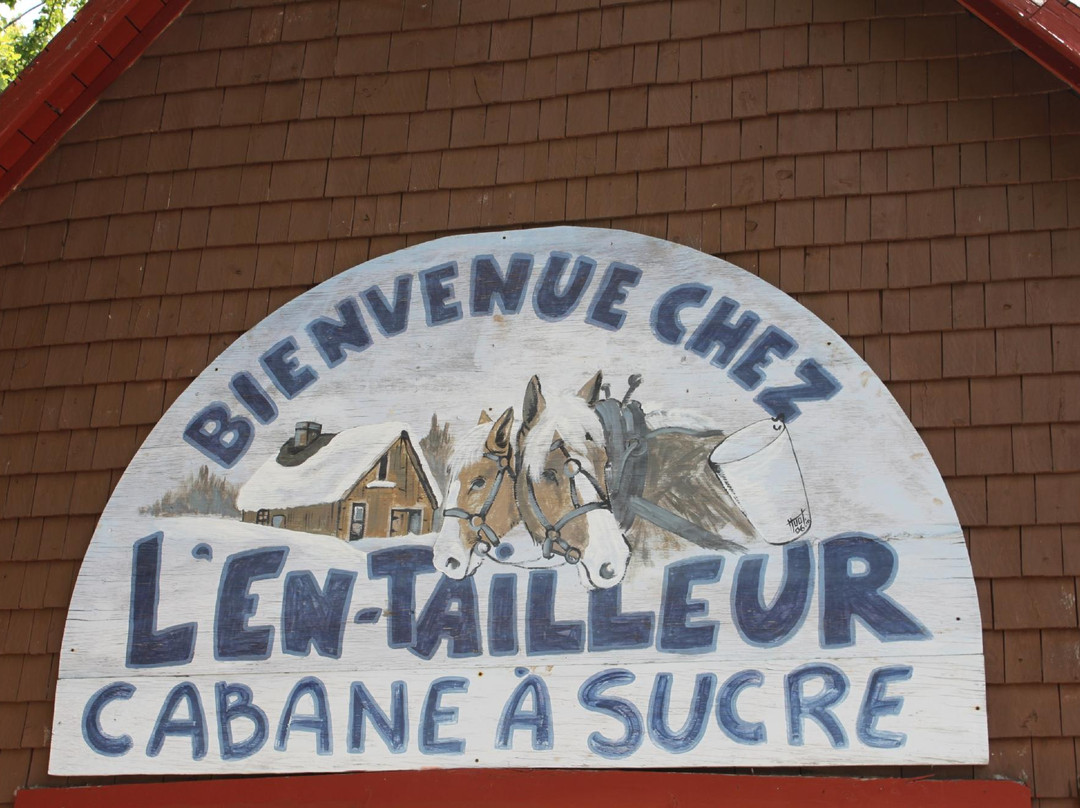 BIENVENUE CHEZ
L'EN-TAILLEUR
CABANE À SUCRE